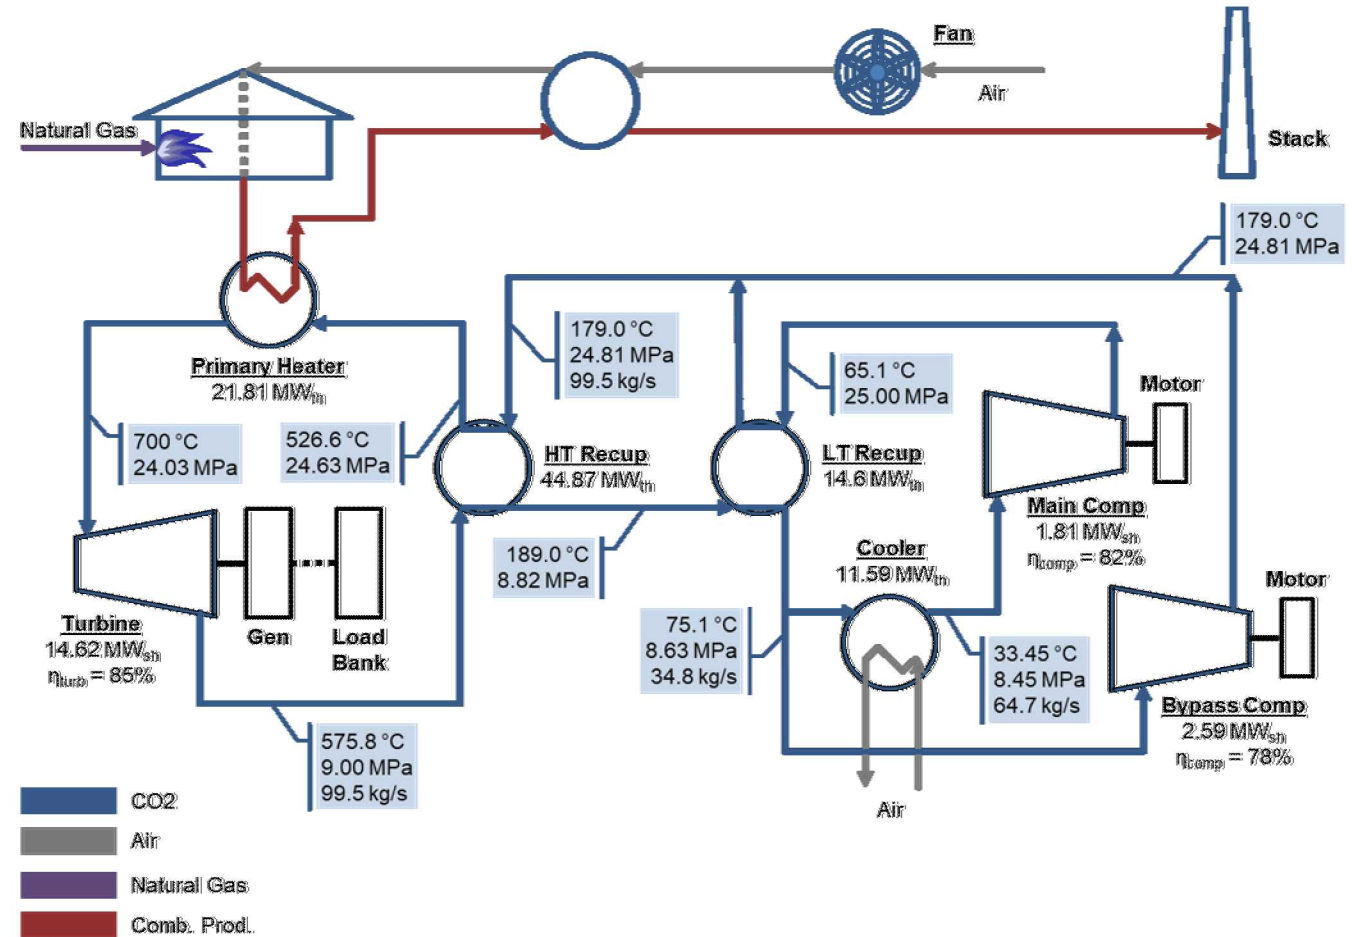 Fan
Air
Natural Gas
Stack
179.0 °C
24.81 MPa
Primary Heater
21.81 MWth
179.0 °C
24.81 MPa
99.5 kg/s
65.1 °C
25.00 MPa
Motor
700 °C
24.03 MPa
526.6 °C
24.63 MPa
HT Recup
44.87 MWth
LT Recup
14.6 MWth
Main Comp
1.81 MWsh
ηcomp = 82%
189.0 °C
8.82 MPa
Cooler
11.59 MWth
Motor
Turbine
14.62 MWsh
ηturb = 85%
Gen
Load
Bank
75.1 °C
8.63 MPa
34.8 kg/s
33.45 °C
8.45 MPa
64.7 kg/s
Bypass Comp
2.59 MWsh
ηcomp = 78%
575.8 °C
9.00 MPa
99.5 kg/s
Air
CO2
Air
Natural Gas
Comb. Prod.